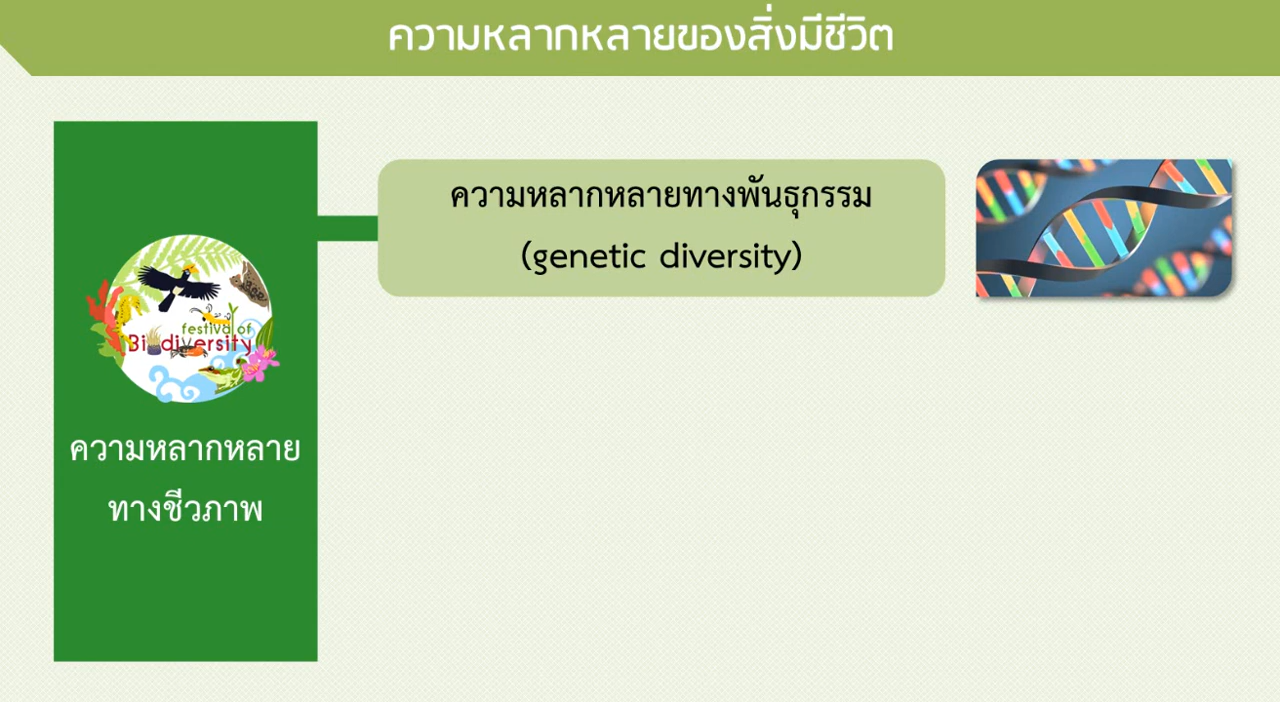 ความหลากหลายของสิ่งมีชีวิต
ความหลากหลายทางพันธุกรรม
(genetic diversity)
festival of
Biodiversity
ความหลากหลาย
ทางชีวภาพ